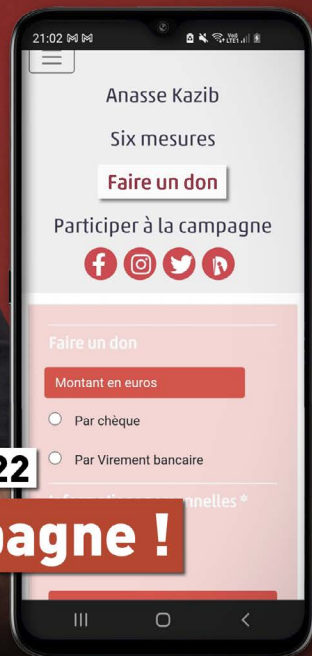 21:02
Anasse Kazib
Six mesures
Faire un don
Participer à la campagne
Faire un don
Montant en euros
Par chèque
Par Virement bancaire
22
nnelles *
pagne !